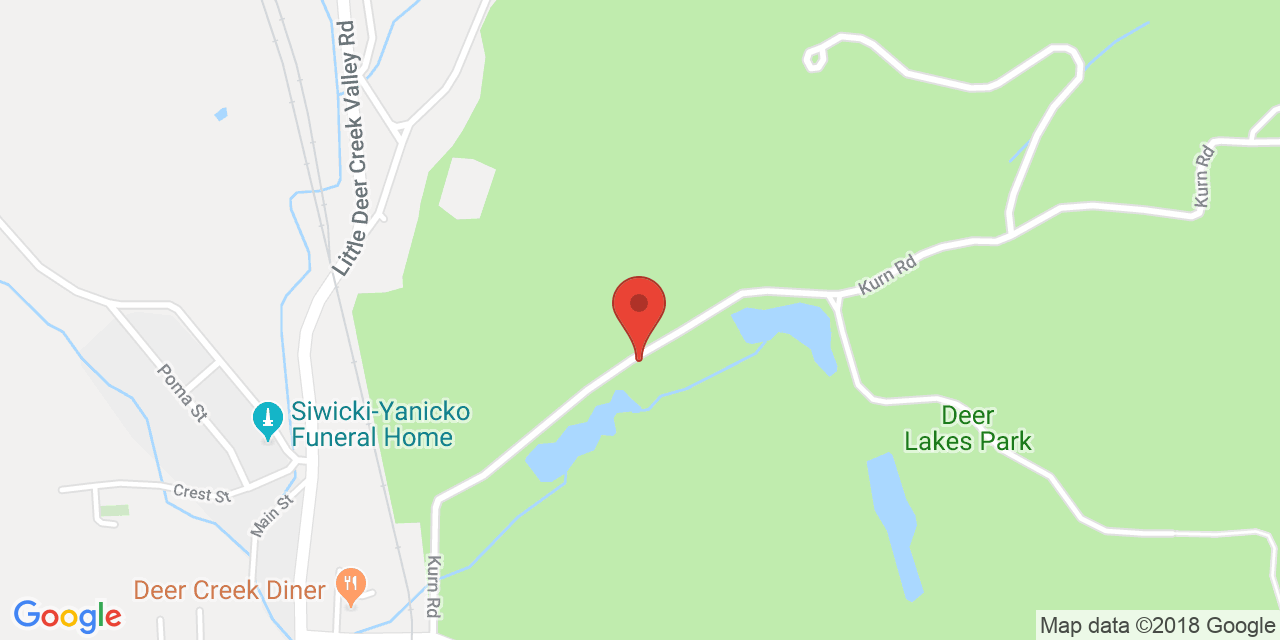 Little Deer Creek Valley Rd
Kurn Rd
Kurn Rd
Poma St
Siwicki-Yanicko
Funeral Home
Deer
Lakes Park
Crest St
Main St
Kurn Rd
Deer Creek Diner
Google
Map data ©2018 Google